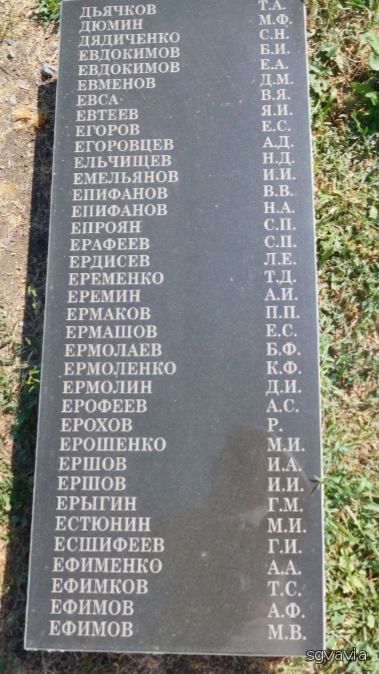 ДЬЯЧКОВ Т.А.
ДЮМИН М.Ф.
ДЯДИЧЕНКО С.Н.
ЕВДОКИМОВ Б.И.
ЕВДОКИМОВ Е.А.
ЕВМЕНОВ Д.М.
ЕВСА В.Я.
ЕВТЕЕВ Я.И.
ЕГОРОВ Е.С.
ЕГОРОВЦЕВ А.Д.
ЕЛЬЧИЩЕВ Н.Д.
ЕМЕЛЬЯНОВ И.И.
ЕПИФАНОВ В.В.
ЕПИФАНОВ Н.А.
ЕПРОЯН С.П.
ЕРАФЕЕВ С.П.
ЕРДИСЕВ Л.Е.
ЕРЕМЕНКО Т.Д.
ЕРЕМИН А.И.
ЕРМАКОВ П.П.
ЕРМАШОВ Е.С.
ЕРМОЛАЕВ Б.Ф.
ЕРМОЛЕНКО К.Ф.
ЕРМОЛИН Д.И.
ЕРОФЕЕВ А.С.
ЕРОХОВ Р.
ЕРОШЕНКО М.И.
ЕРШОВ И.А.
ЕРШОВ И.И.
ЕРЫГИН Г.М.
ЕСТЮНИН М.И.
ЕСШИФЕЕВ Г.И.
ЕФИМЕНКО А.А.
ЕФИМКОВ Т.С.
ЕФИМОВ А.Ф.
ЕФИМОВ М.В.
sgvavia